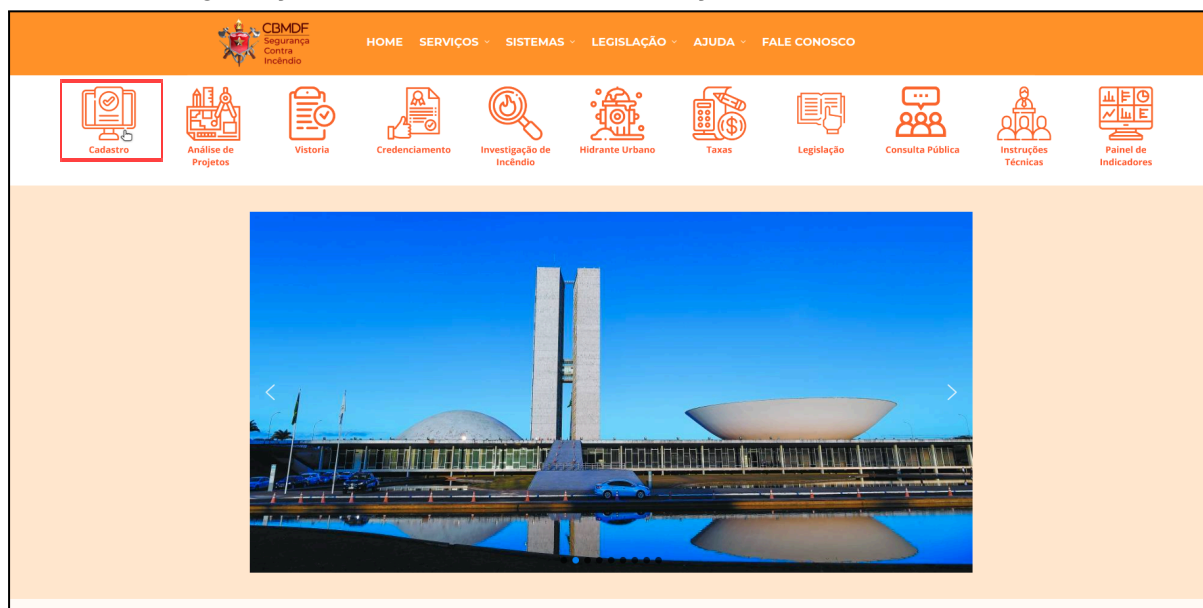 CBMDF
Segurança
Contra
Incêndio
HOME SERVIÇOS SISTEMAS LEGISLAÇÃO AJUDA FALE CONOSCO
Cadastro
Análise de
Projetos
Vistoria
Credenciamento
Investigação de
Incêndio
Hidrante Urbano
Taxas
Legislação
Consulta Pública
Instruções
Técnicas
Painel de
Indicadores